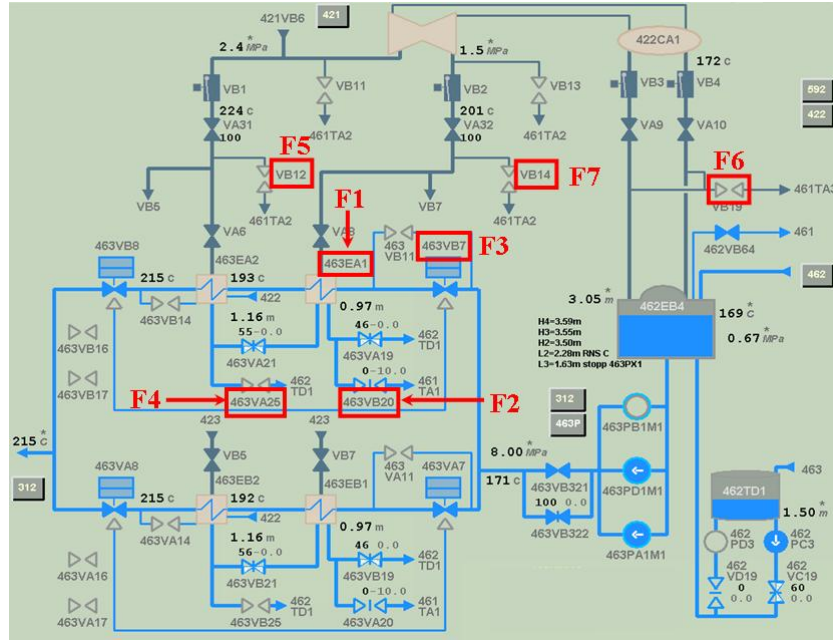 421VB6
421
2.4 * MPa
1.5 * MPa
422CA1
172 c
VB1
VB11
VB2
VB13
VB3
VB4
592
422
224 c
201 c
VA31
100
461TA2
VA32
100
461TA2
VA9
VA10
F5
VB12
VB14
F7
F6
VB19
461TA3
VB5
461TA2
F1
VB7
461TA2
VA6
463EA2
463EA1
463
VB11
463VB7
F3
462VB64
461
463VB8
215 c
193 c
422
463VB14
462
3.05 * m
462EB4
169 * c
0.67 * MPa
H4=3.59m
H3=3.55m
H2=3.50m
L2=2.28m RNS C
L3=1.63m stopp 463PX1
1.16 m
55-0.0
0.97 m
46-0.0
462
TD1
463VB16
463VA21
463VA19
0-10.0
463VB17
462
TD1
461
TA1
F4
463VA25
463VB20
F2
312
463P
463PB1M1
423
423
VB5
VB7
215 * c
463VA8
463EB2
463EB1
463
VA11
463VA7
8.00 * MPa
171 c
463VB321
463PD1M1
463
462TD1
1.50 * m
312
215 c
192 c
422
463VA14
100 0.0
463VB322
463PA1M1
462
PD3
462
PC3
1.16 m
56-0.0
0.97 m
46 0.0
462
TD1
463VA16
463VB21
463VB19
0-10.0
463VA17
463VB25
462
TD1
463VA20
461
TA1
462
VD19
0
0.0
462
VC19
60
0.0